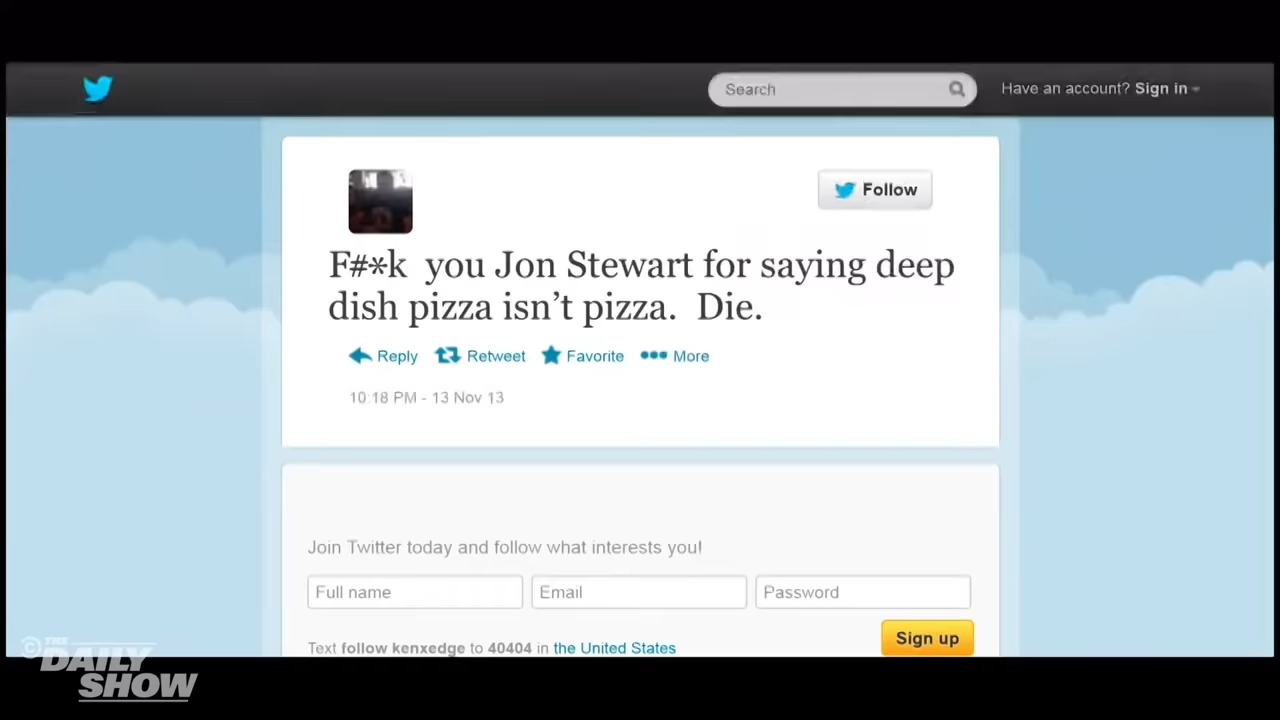 Search
Have an account? Sign in
Follow
F#*k you Jon Stewart for saying deep
dish pizza isn't pizza. Die.
Reply Retweet Favorite More
10:18 PM - 13 Nov 13
Join Twitter today and follow what interests you!
Full name Email Password
Text follow kenxedge to 40404 in the United States
Sign up
THE
DAILY
SHOW